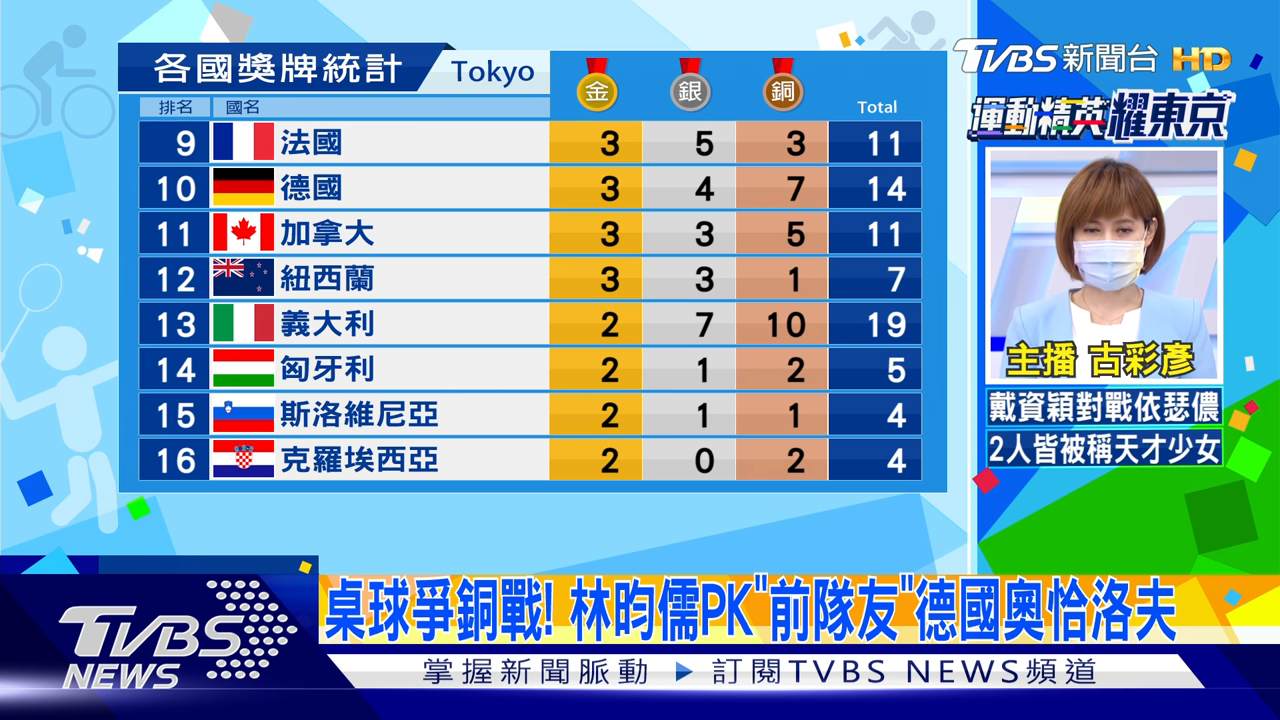 各國獎牌統計 Tokyo 金 銀 銅
排名 國名 Total
9 法國 3 5 3 11
10 德國 3 4 7 14
11 加拿大 3 3 5 11
12 紐西蘭 3 3 1 7
13 義大利 2 7 10 19
14 匈牙利 2 1 2 5
15 斯洛維尼亞 2 1 1 4
16 克羅埃西亞 2 0 2 4
TVBS新聞台 HD
運動精英耀東京
主播 古彩彥
戴資穎對戰依瑟儂
2人皆被稱天才少女
桌球爭銅戰! 林昀儒PK"前隊友"德國奧恰洛夫
TVBS NEWS
掌握新聞脈動 ▶ 訂閱TVBS NEWS頻道